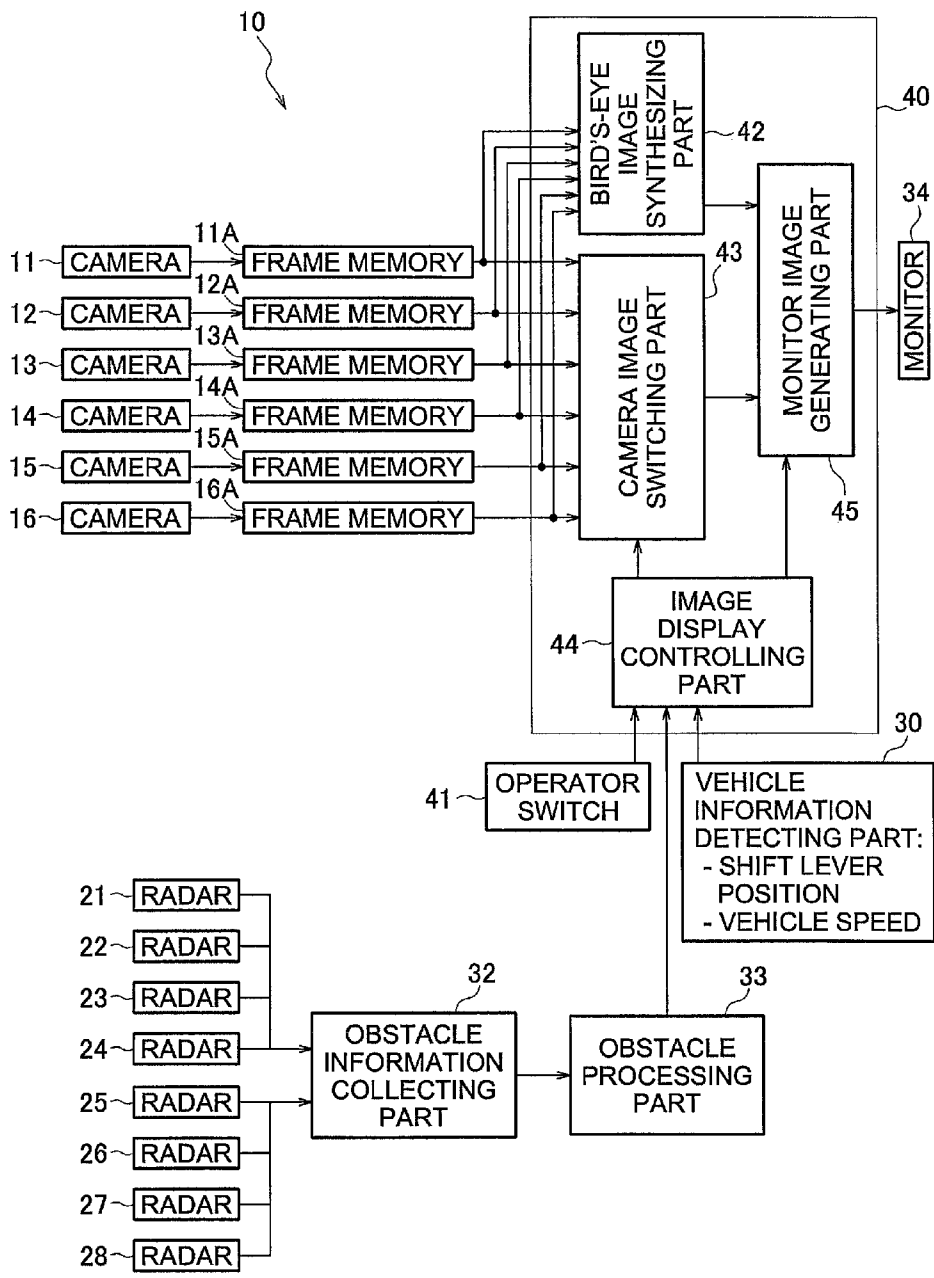 10
BIRD'S-EYE
IMAGE
SYNTHESIZING
PART
42
40
11 CAMERA
11A
FRAME MEMORY
12 CAMERA
12A
FRAME MEMORY
13 CAMERA
13A
FRAME MEMORY
14 CAMERA
14A
FRAME MEMORY
15 CAMERA
15A
FRAME MEMORY
16 CAMERA
16A
FRAME MEMORY
CAMERA IMAGE
SWITCHING PART
43
MONITOR IMAGE
GENERATING PART
45
34
MONITOR
44
IMAGE
DISPLAY
CONTROLLING
PART
41
OPERATOR
SWITCH
30
VEHICLE
INFORMATION
DETECTING PART:
- SHIFT LEVER
POSITION
- VEHICLE SPEED
21 RADAR
22 RADAR
23 RADAR
24 RADAR
25 RADAR
26 RADAR
27 RADAR
28 RADAR
32
OBSTACLE
INFORMATION
COLLECTING
PART
33
OBSTACLE
PROCESSING
PART